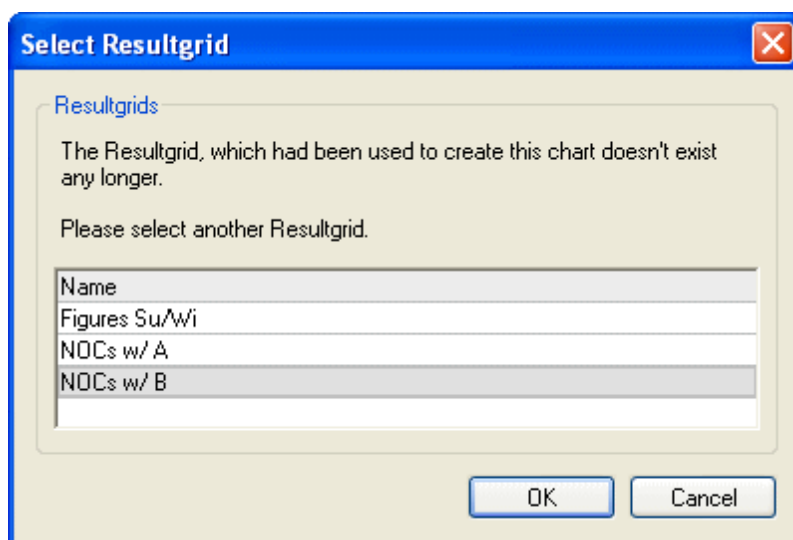 Select Resultgrid
Resultgrids
The Resultgrid, which had been used to create this chart doesn't exist
any longer.
Please select another Resultgrid.
Name
Figures Su/Wi
NOCs w/ A
NOCs w/ B
OK Cancel